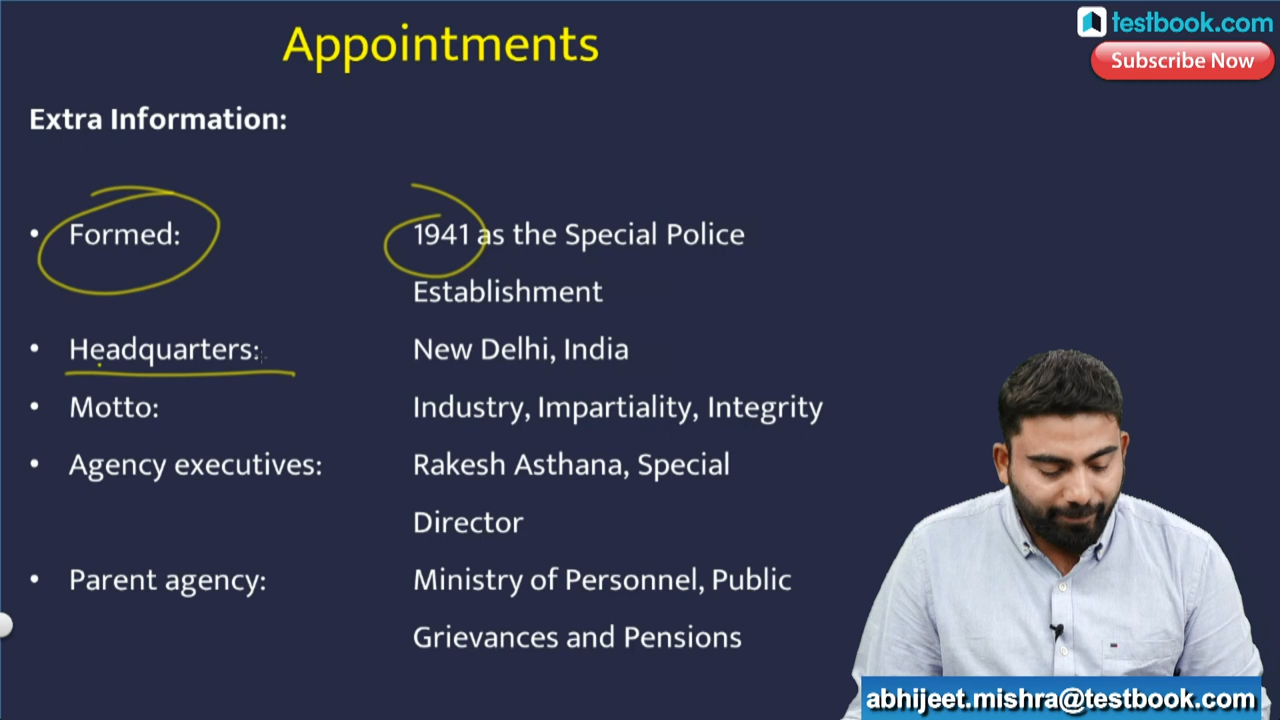 Appointments
testbook.com
Subscribe Now
Extra Information:
• Formed: 1941 as the Special Police
Establishment
• Headquarters: New Delhi, India
• Motto: Industry, Impartiality, Integrity
• Agency executives: Rakesh Asthana, Special
Director
• Parent agency: Ministry of Personnel, Public
Grievances and Pensions
abhijeet.mishra@testbook.com